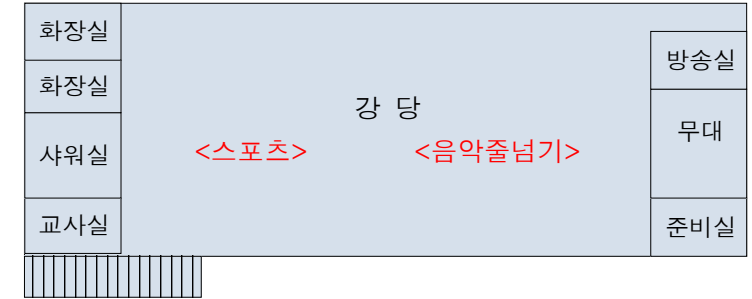 화장실
화장실
샤워실
교사실
강 당
<스포츠>
<음악줄넘기>
방송실
무대
준비실